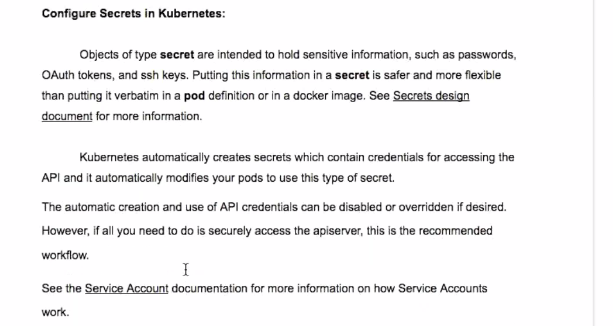 Configure Secrets in Kubernetes:
Objects of type secret are intended to hold sensitive information, such as passwords,
OAuth tokens, and ssh keys. Putting this information in a secret is safer and more flexible
than putting it verbatim in a pod definition or in a docker image. See Secrets design
document for more information.
Kubernetes automatically creates secrets which contain credentials for accessing the
API and it automatically modifies your pods to use this type of secret.
The automatic creation and use of API credentials can be disabled or overridden if desired.
However, if all you need to do is securely access the apiserver, this is the recommended
workflow.
See the Service Account documentation for more information on how Service Accounts
work.